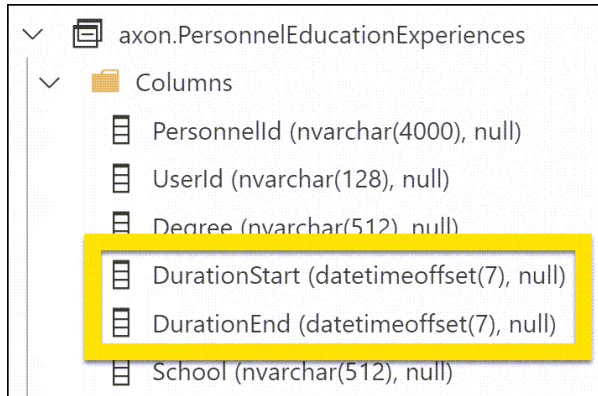 axon.PersonnelEducationExperiences
Columns
PersonnelId (nvarchar(4000), null)
UserId (nvarchar(128), null)
Degree (nvarchar(512), null)
DurationStart (datetimeoffset(7), null)
DurationEnd (datetimeoffset(7), null)
School (nvarchar(512), null)